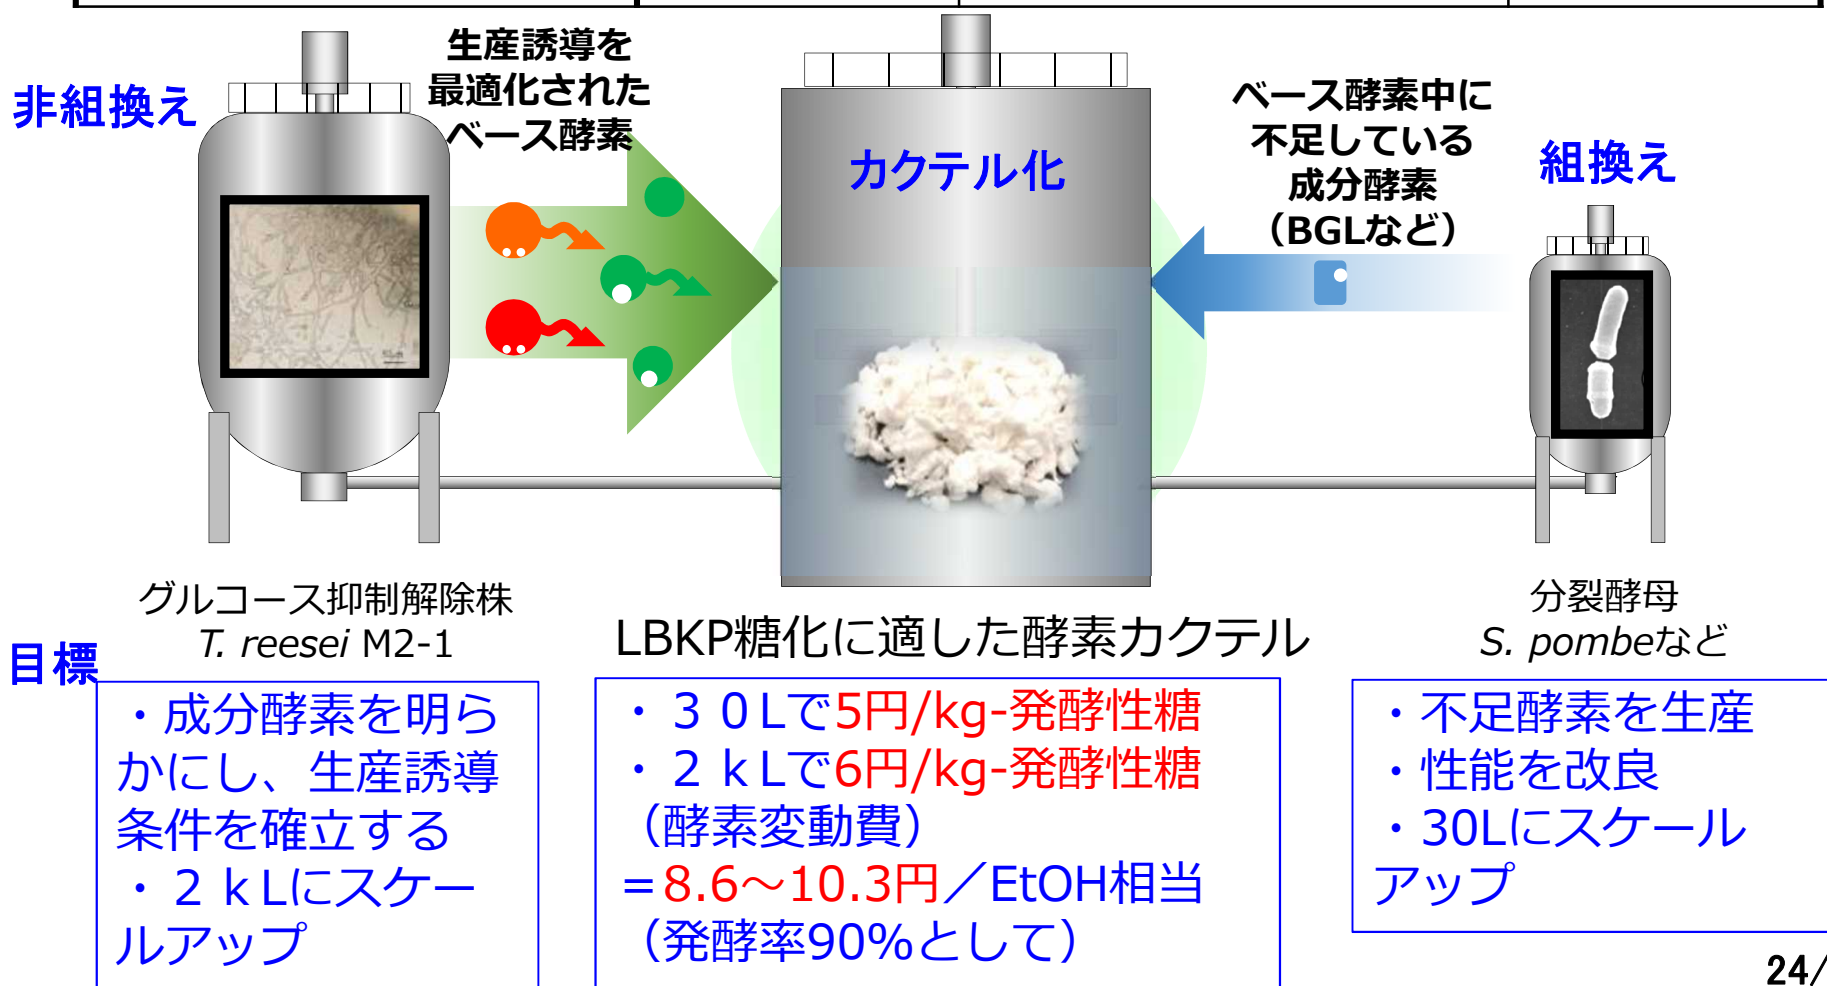 非組換え
生産誘導を
最適化された
ベース酵素
カクテル化
ベース酵素中に
不足している
成分酵素
（BGLなど）
組換え
グルコース抑制解除株
T. reesei M2-1
LBKP糖化に適した酵素カクテル
分裂酵母
S. pombeなど
目標
・成分酵素を明ら
かにし、生産誘導
条件を確立する
・２ｋLにスケー
ルアップ
・３０Lで5円/kg-発酵性糖
・２ｋLで6円/kg-発酵性糖
（酵素変動費）
＝8.6～10.3円／EtOH相当
（発酵率90%として）
・不足酵素を生産
・性能を改良
・30Lにスケール
アップ
24/